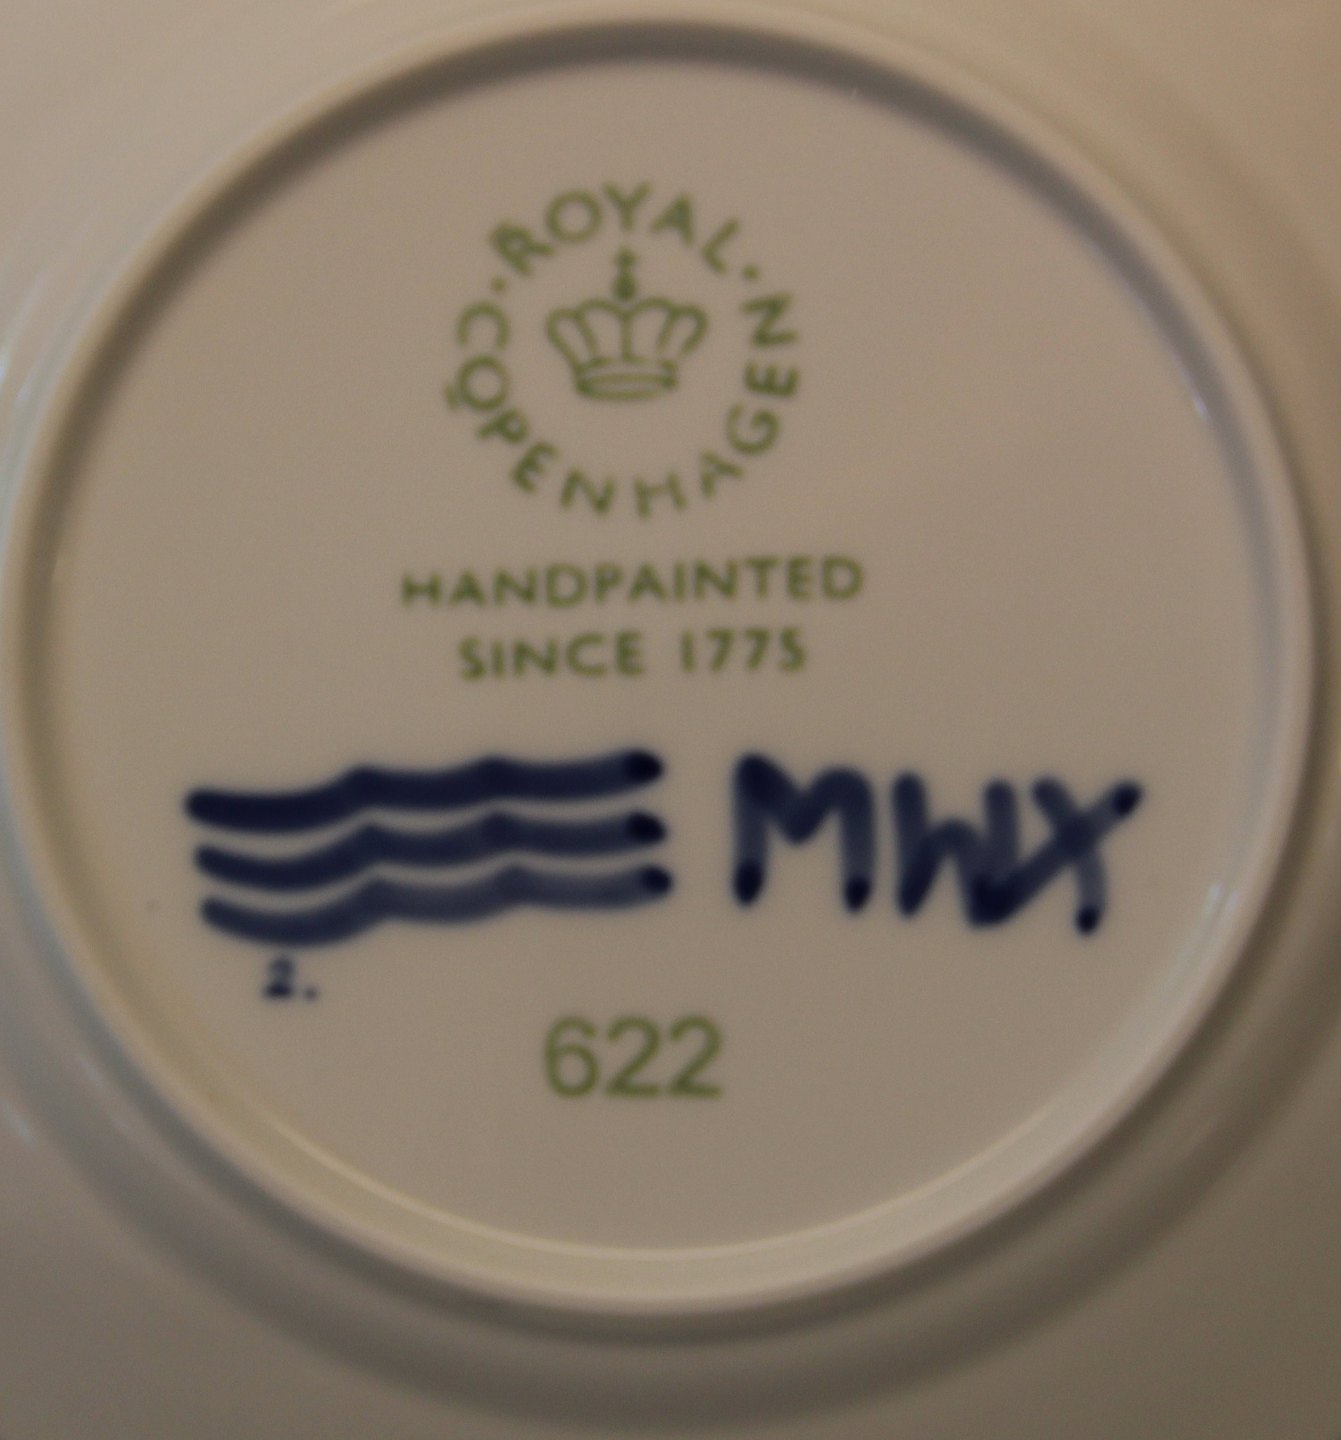 ROYAL
COPENHAGEN
HANDPAINTED
SINCE 1775
MWX
2.
622